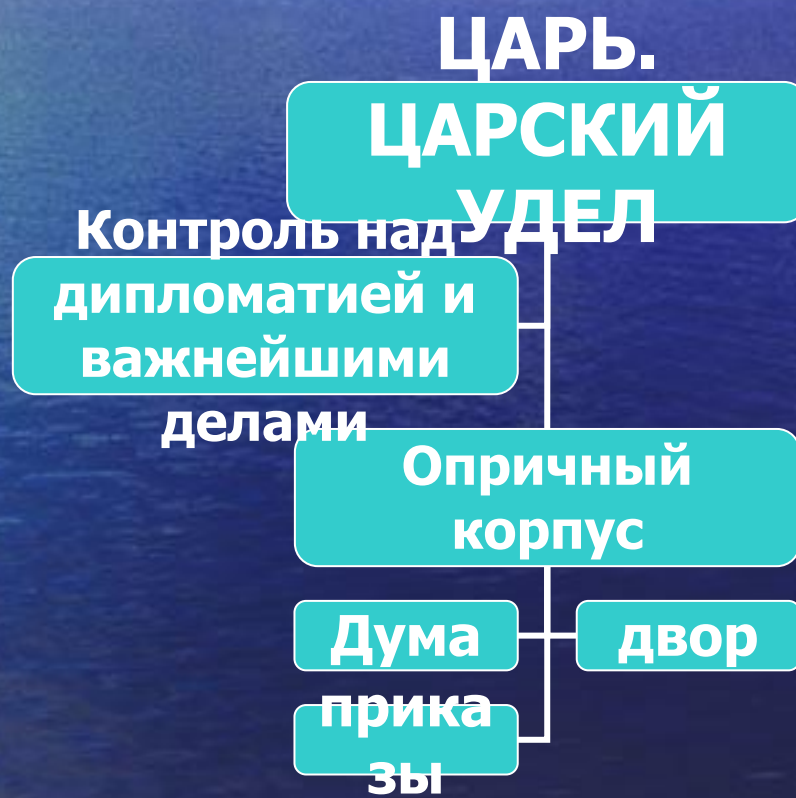 ЦАРЬ.
ЦАРСКИЙ
УДЕЛ
Контроль над
дипломатией и
важнейшими
делами
Опричный
корпус
Дума
двор
прика
зы